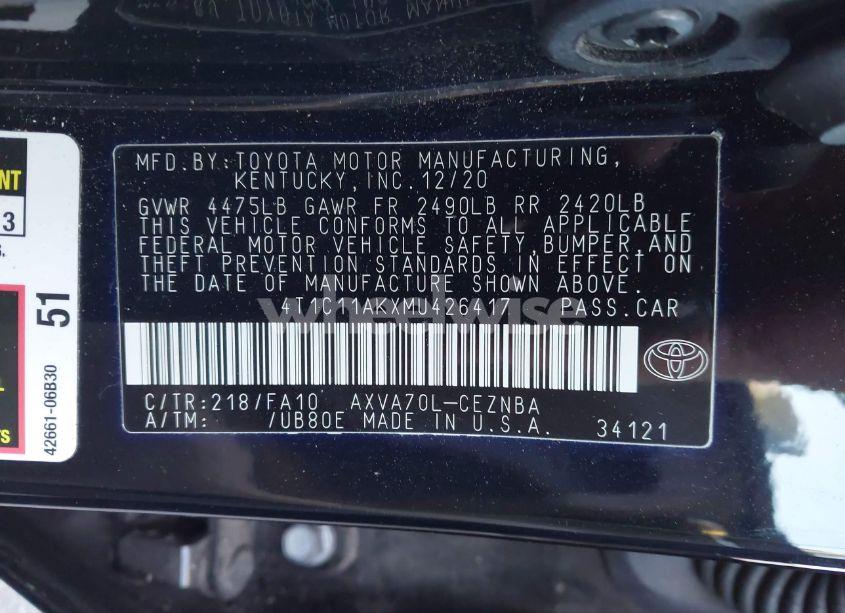 MFD.BY:TOYOTA MOTOR MANUFACTURING,
KENTUCKY,INC.12/20
GVWR 4475LB GAWR FR 2490LB RR 2420LB
THIS VEHICLE CONFORMS TO ALL APPLICABLE
FEDERAL MOTOR VEHICLE SAFETY,BUMPER,AND
THEFT PREVENTION STANDARDS IN EFFECT ON
THE DATE OF MANUFACTURE SHOWN ABOVE.
4T1C11AKXMU426417 PASS.CAR
wheelwise
C/TR:218/FA10 AXVA70L-CEZNBA
A/TM: /UB80E MADE IN U.S.A. 34121
51
42661-06B30